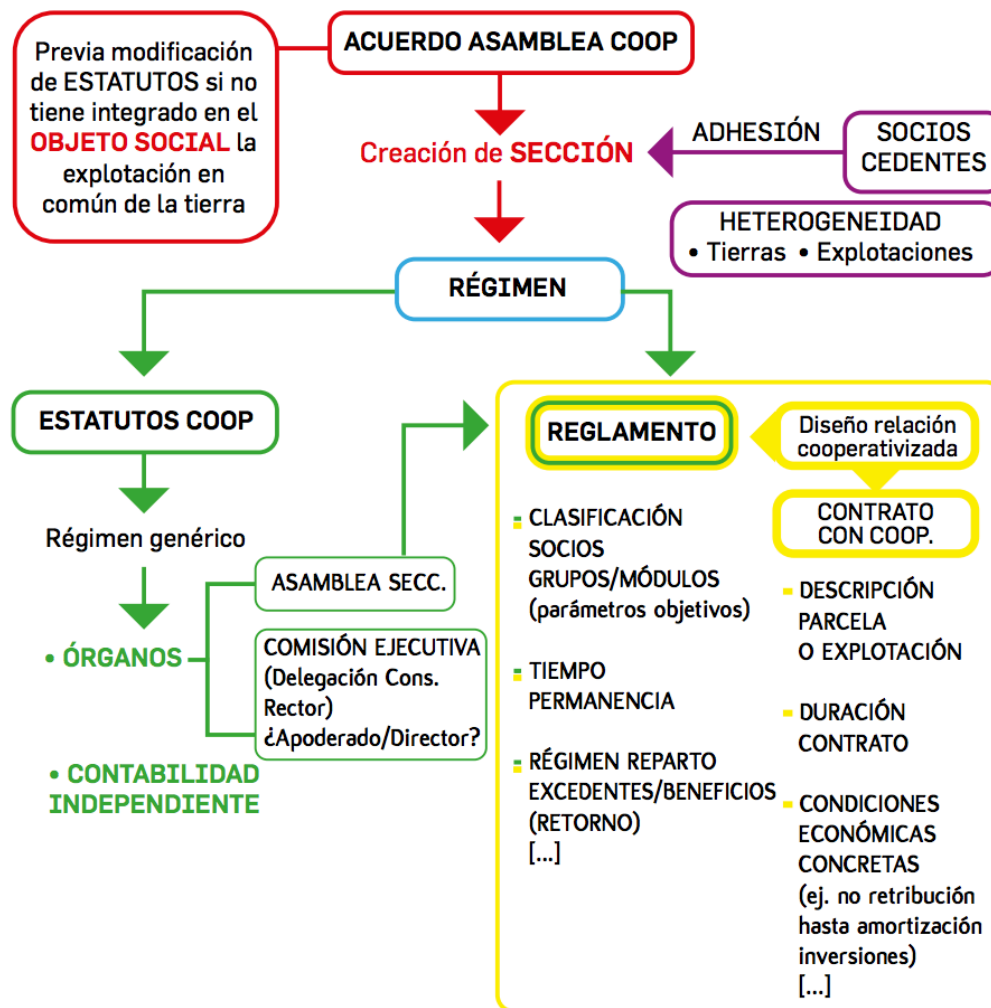 Previa modificación
de ESTATUTOS si no
tiene integrado en el
OBJETO SOCIAL la
explotación en
común de la tierra
ACUERDO ASAMBLEA COOP
Creación de SECCIÓN
ADHESIÓN
SOCIOS
CEDENTES
HETEROGENEIDAD
• Tierras • Explotaciones
RÉGIMEN
ESTATUTOS COOP
Régimen genérico
• ÓRGANOS
ASAMBLEA SECC.
COMISIÓN EJECUTIVA
(Delegación Cons.
Rector)
¿Apoderado/Director?
• CONTABILIDAD
INDEPENDIENTE
REGLAMENTO
Diseño relación
cooperativizada
CONTRATO
CON COOP.
- CLASIFICACIÓN
SOCIOS
GRUPOS/MÓDULOS
(parámetros objetivos)
- TIEMPO
PERMANENCIA
- RÉGIMEN REPARTO
EXCEDENTES/BENEFICIOS
(RETORNO)
[...]
- DESCRIPCIÓN
PARCELA
O EXPLOTACIÓN
- DURACIÓN
CONTRATO
- CONDICIONES
ECONÓMICAS
CONCRETAS
(ej. no retribución
hasta amortización
inversiones)
[...]